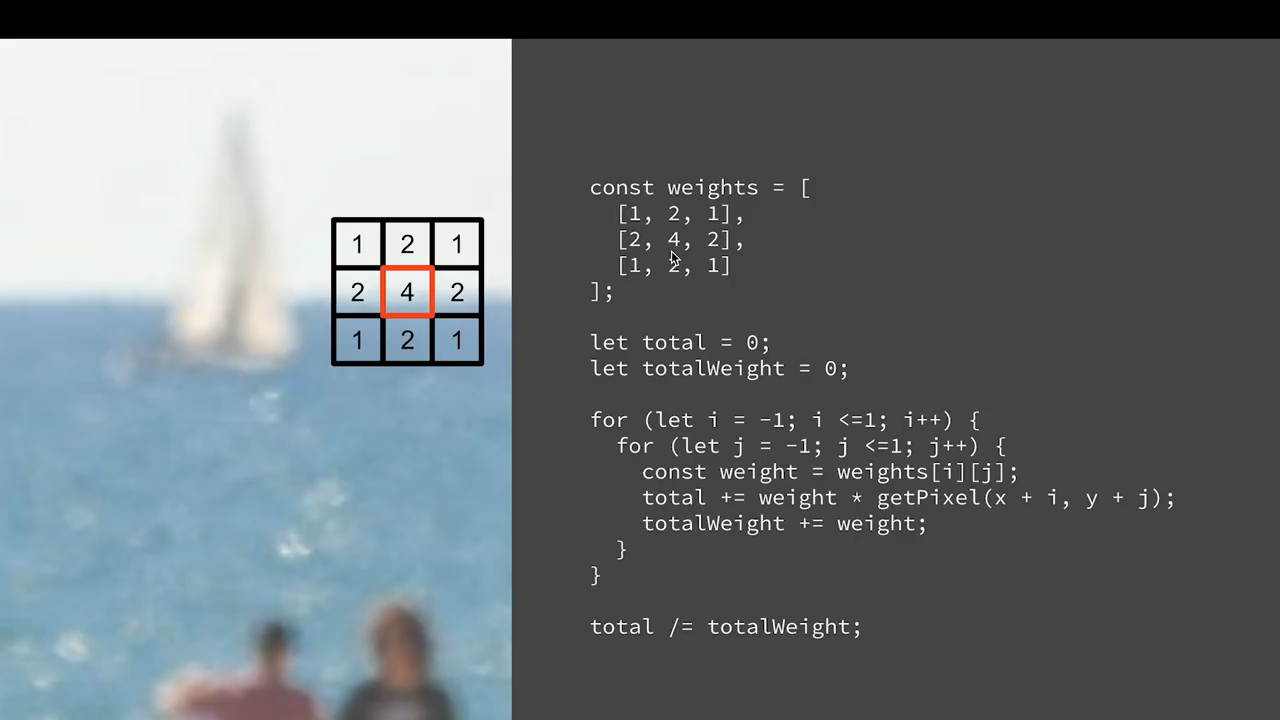 1 2 1
2 4 2
1 2 1
const weights = [
  [1, 2, 1],
  [2, 4, 2],
  [1, 2, 1]
];
let total = 0;
let totalWeight = 0;
for (let i = -1; i <=1; i++) {
  for (let j = -1; j <=1; j++) {
    const weight = weights[i][j];
    total += weight * getPixel(x + i, y + j);
    totalWeight += weight;
  }
}
total /= totalWeight;